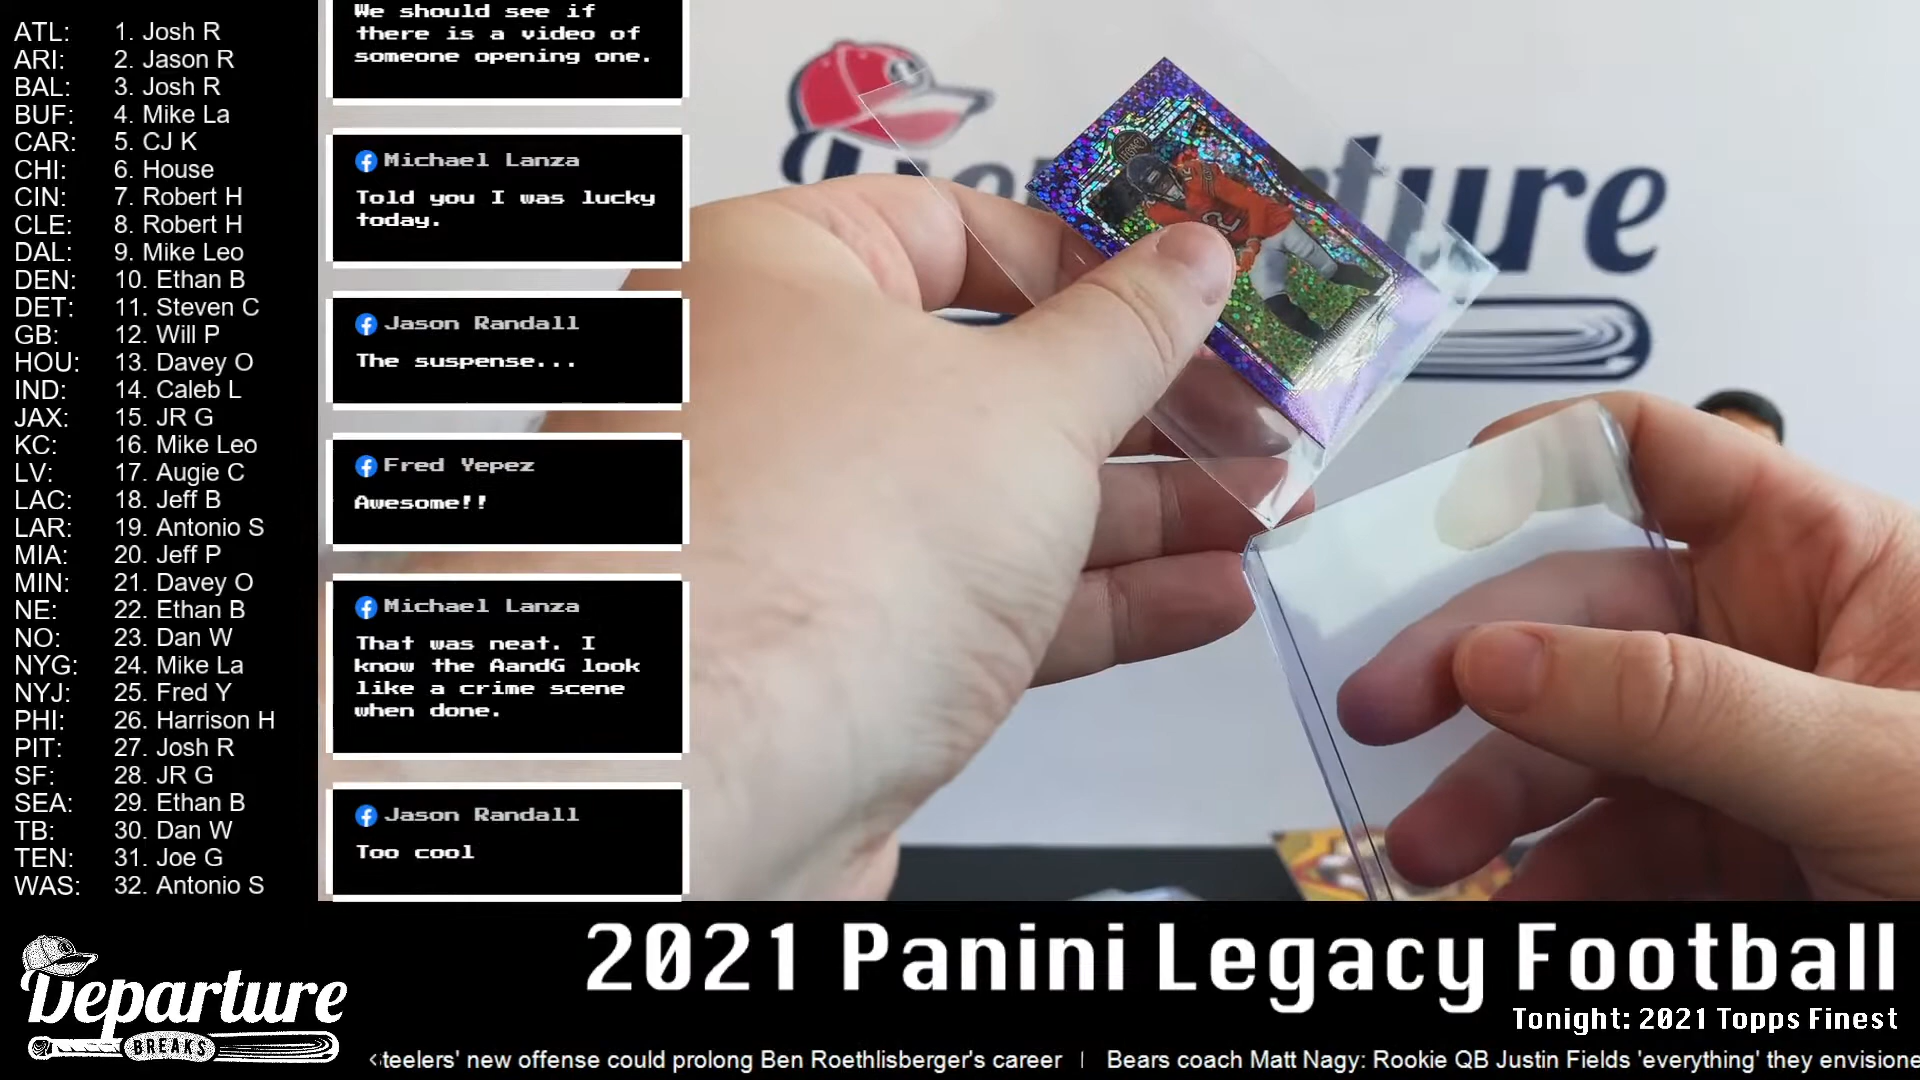 ATL: 1. Josh R
ARI: 2. Jason R
BAL: 3. Josh R
BUF: 4. Mike La
CAR: 5. CJ K
CHI: 6. House
CIN: 7. Robert H
CLE: 8. Robert H
DAL: 9. Mike Leo
DEN: 10. Ethan B
DET: 11. Steven C
GB: 12. Will P
HOU: 13. Davey O
IND: 14. Caleb L
JAX: 15. JR G
KC: 16. Mike Leo
LV: 17. Augie C
LAC: 18. Jeff B
LAR: 19. Antonio S
MIA: 20. Jeff P
MIN: 21. Davey O
NE: 22. Ethan B
NO: 23. Dan W
NYG: 24. Mike La
NYJ: 25. Fred Y
PHI: 26. Harrison H
PIT: 27. Josh R
SF: 28. JR G
SEA: 29. Ethan B
TB: 30. Dan W
TEN: 31. Joe G
WAS: 32. Antonio S
We should see if
there is a video of
someone opening one.
Michael Lanza
Told you I was lucky
today.
Jason Randall
The suspense...
Fred Yepez
Awesome!!
Michael Lanza
That was neat. I
know the AandG look
like a crime scene
when done.
Jason Randall
Too cool
Departure
BREAKS
2021 Panini Legacy Football
Tonight: 2021 Topps Finest
teelers' new offense could prolong Ben Roethlisberger's career | Bears coach Matt Nagy: Rookie QB Justin Fields 'everything' they envisione